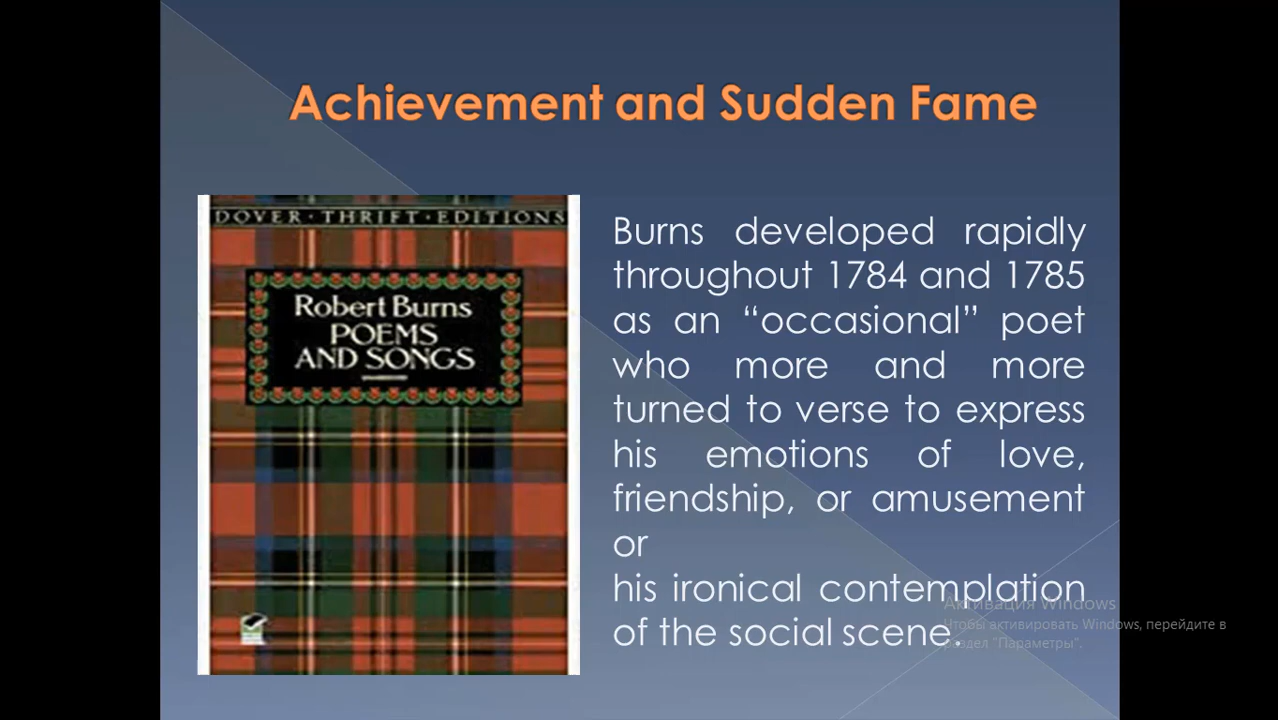 Achievement and Sudden Fame
DOVER · THRIFT · EDITIONS
Robert Burns
POEMS
AND SONGS
Burns developed rapidly
throughout 1784 and 1785
as an “occasional” poet
who more and more
turned to verse to express
his emotions of love,
friendship, or amusement
or
his ironical contemplation
of the social scene.
Активация Windows
Чтобы активировать Windows, перейдите в
раздел "Параметры".